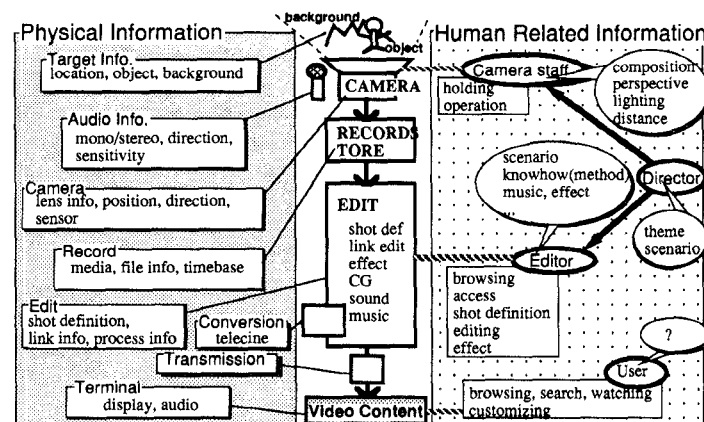 Physical Information
background
object
Human Related Information
Target Info.
location, object, background
Audio Info.
mono/stereo, direction,
sensitivity
Camera
lens info, position, direction,
sensor
Record
media, file info, timebase
Edit
shot definition,
link info, process info
Conversion
telecine
Transmission
Terminal
display, audio
CAMERA
RECORDS
TORE
EDIT
shot def
link edit
effect
CG
sound
music
Video Content
Camera staff
holding
operation
composition
perspective
lighting
distance
scenario
knowhow(method)
music, effect
...
Director
theme
scenario
Editor
browsing
access
shot definition
editing
effect
?
User
browsing, search, watching
customizing